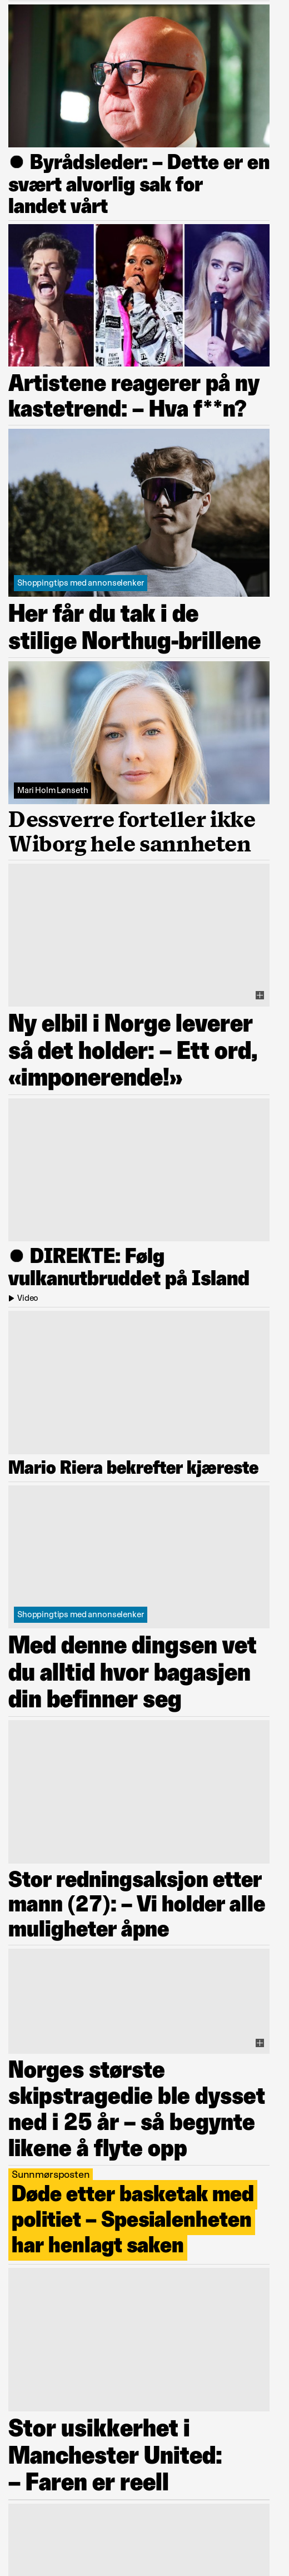 Byrådsleder: – Dette er en
svært alvorlig sak for
landet vårt
Artistene reagerer på ny
kastetrend: – Hva f**n?
Shoppingtips med annonselenker
Her får du tak i de
stilige Northug-brillene
Mari Holm Lønseth
Dessverre forteller ikke
Wiborg hele sannheten
Ny elbil i Norge leverer
så det holder: – Ett ord,
«imponerende!»
DIREKTE: Følg
vulkanutbruddet på Island
Video
Mario Riera bekrefter kjæreste
Shoppingtips med annonselenker
Med denne dingsen vet
du alltid hvor bagasjen
din befinner seg
Stor redningsaksjon etter
mann (27): – Vi holder alle
muligheter åpne
Norges største
skipstragedie ble dysset
ned i 25 år – så begynte
likene å flyte opp
Sunnmørsposten
Døde etter basketak med
politiet – Spesialenheten
har henlagt saken
Stor usikkerhet i
Manchester United:
– Faren er reell